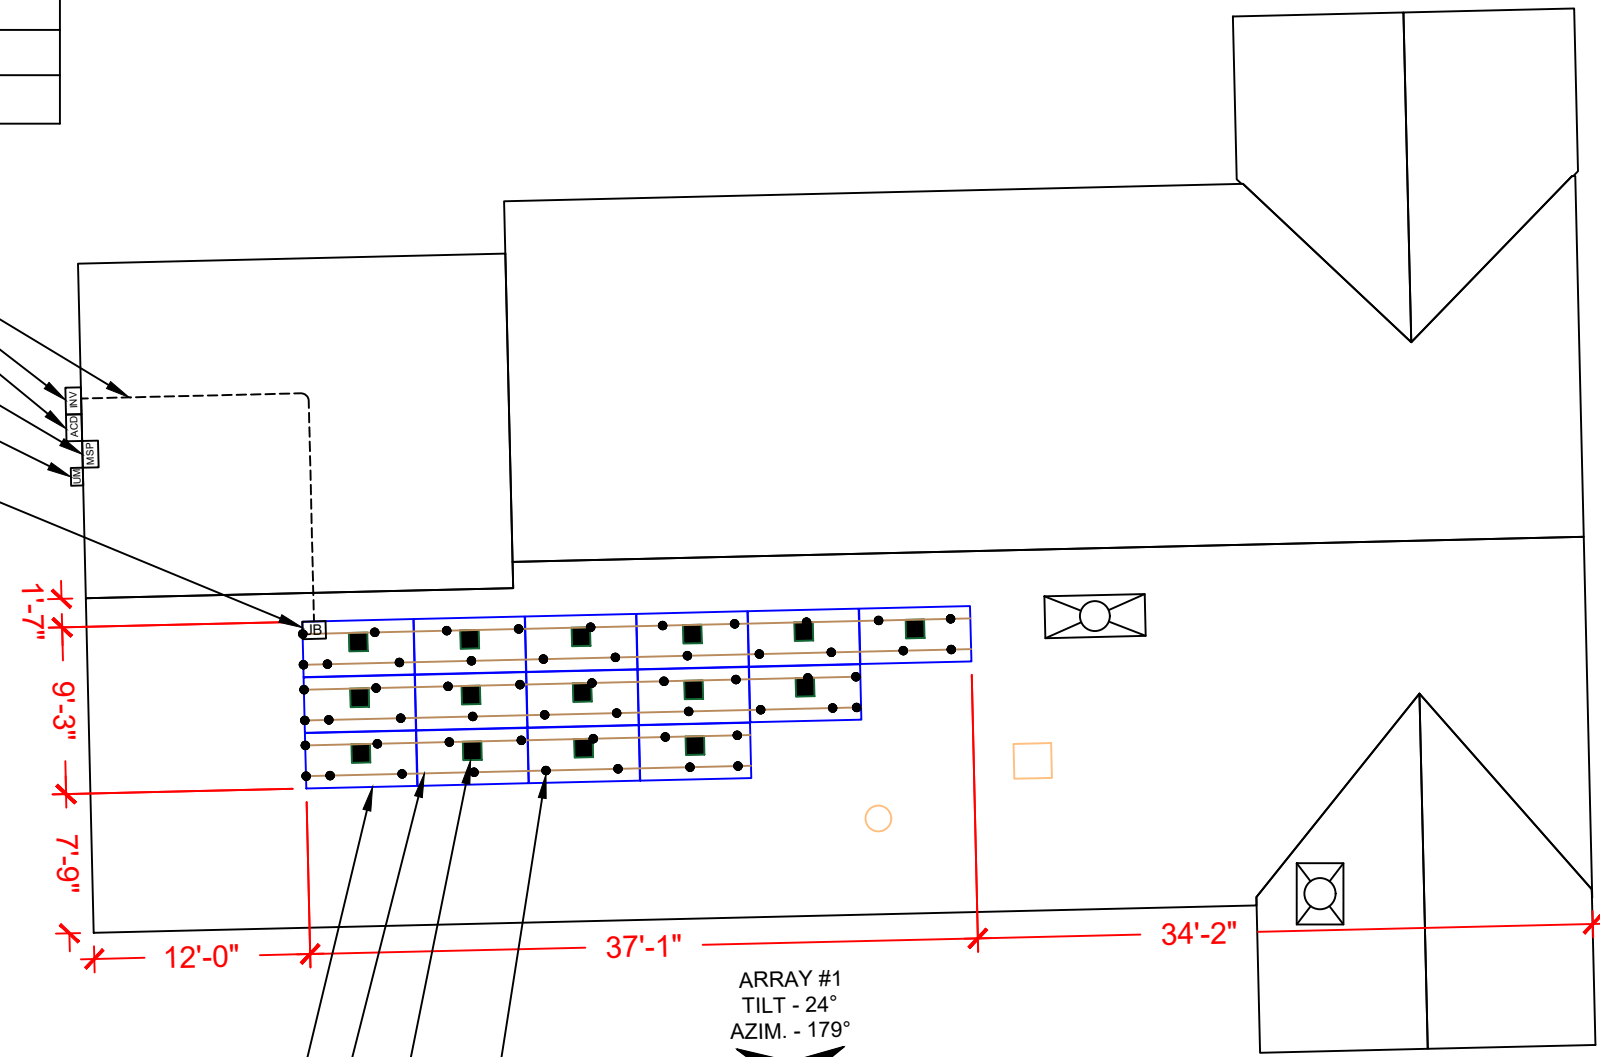 INV
ACD
MSP
UM
JB
1'-7"
9'-3"
7'-9"
12'-0"
37'-1"
34'-2"
ARRAY #1
TILT - 24°
AZIM. - 179°